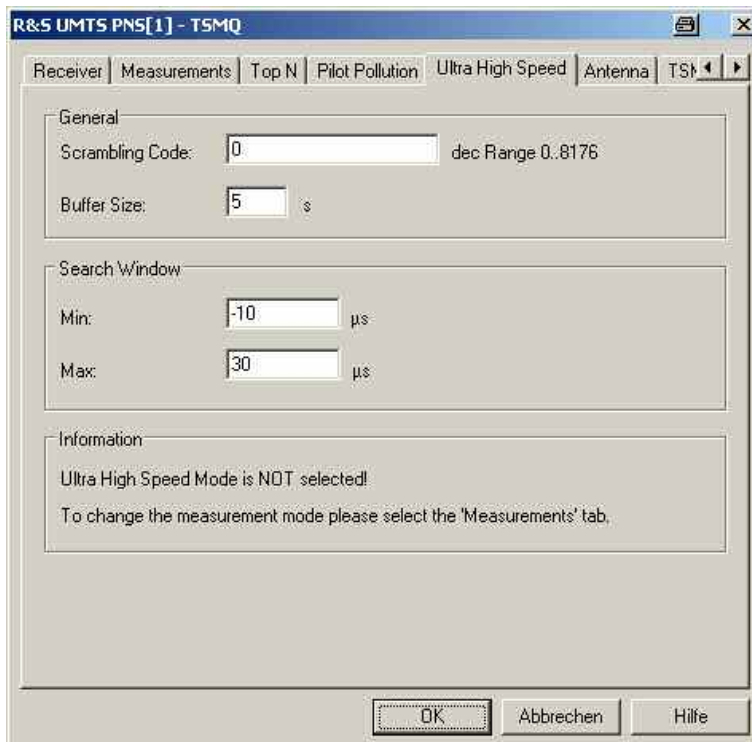 R&S UMTS PNS[1] - TSMQ
Receiver Measurements Top N Pilot Pollution Ultra High Speed Antenna
General
Scrambling Code: 0 dec Range 0..8176
Buffer Size: 5 s
Search Window
Min: -10 µs
Max: 30 µs
Information
Ultra High Speed Mode is NOT selected!
To change the measurement mode please select the 'Measurements' tab.
OK Abbrechen Hilfe